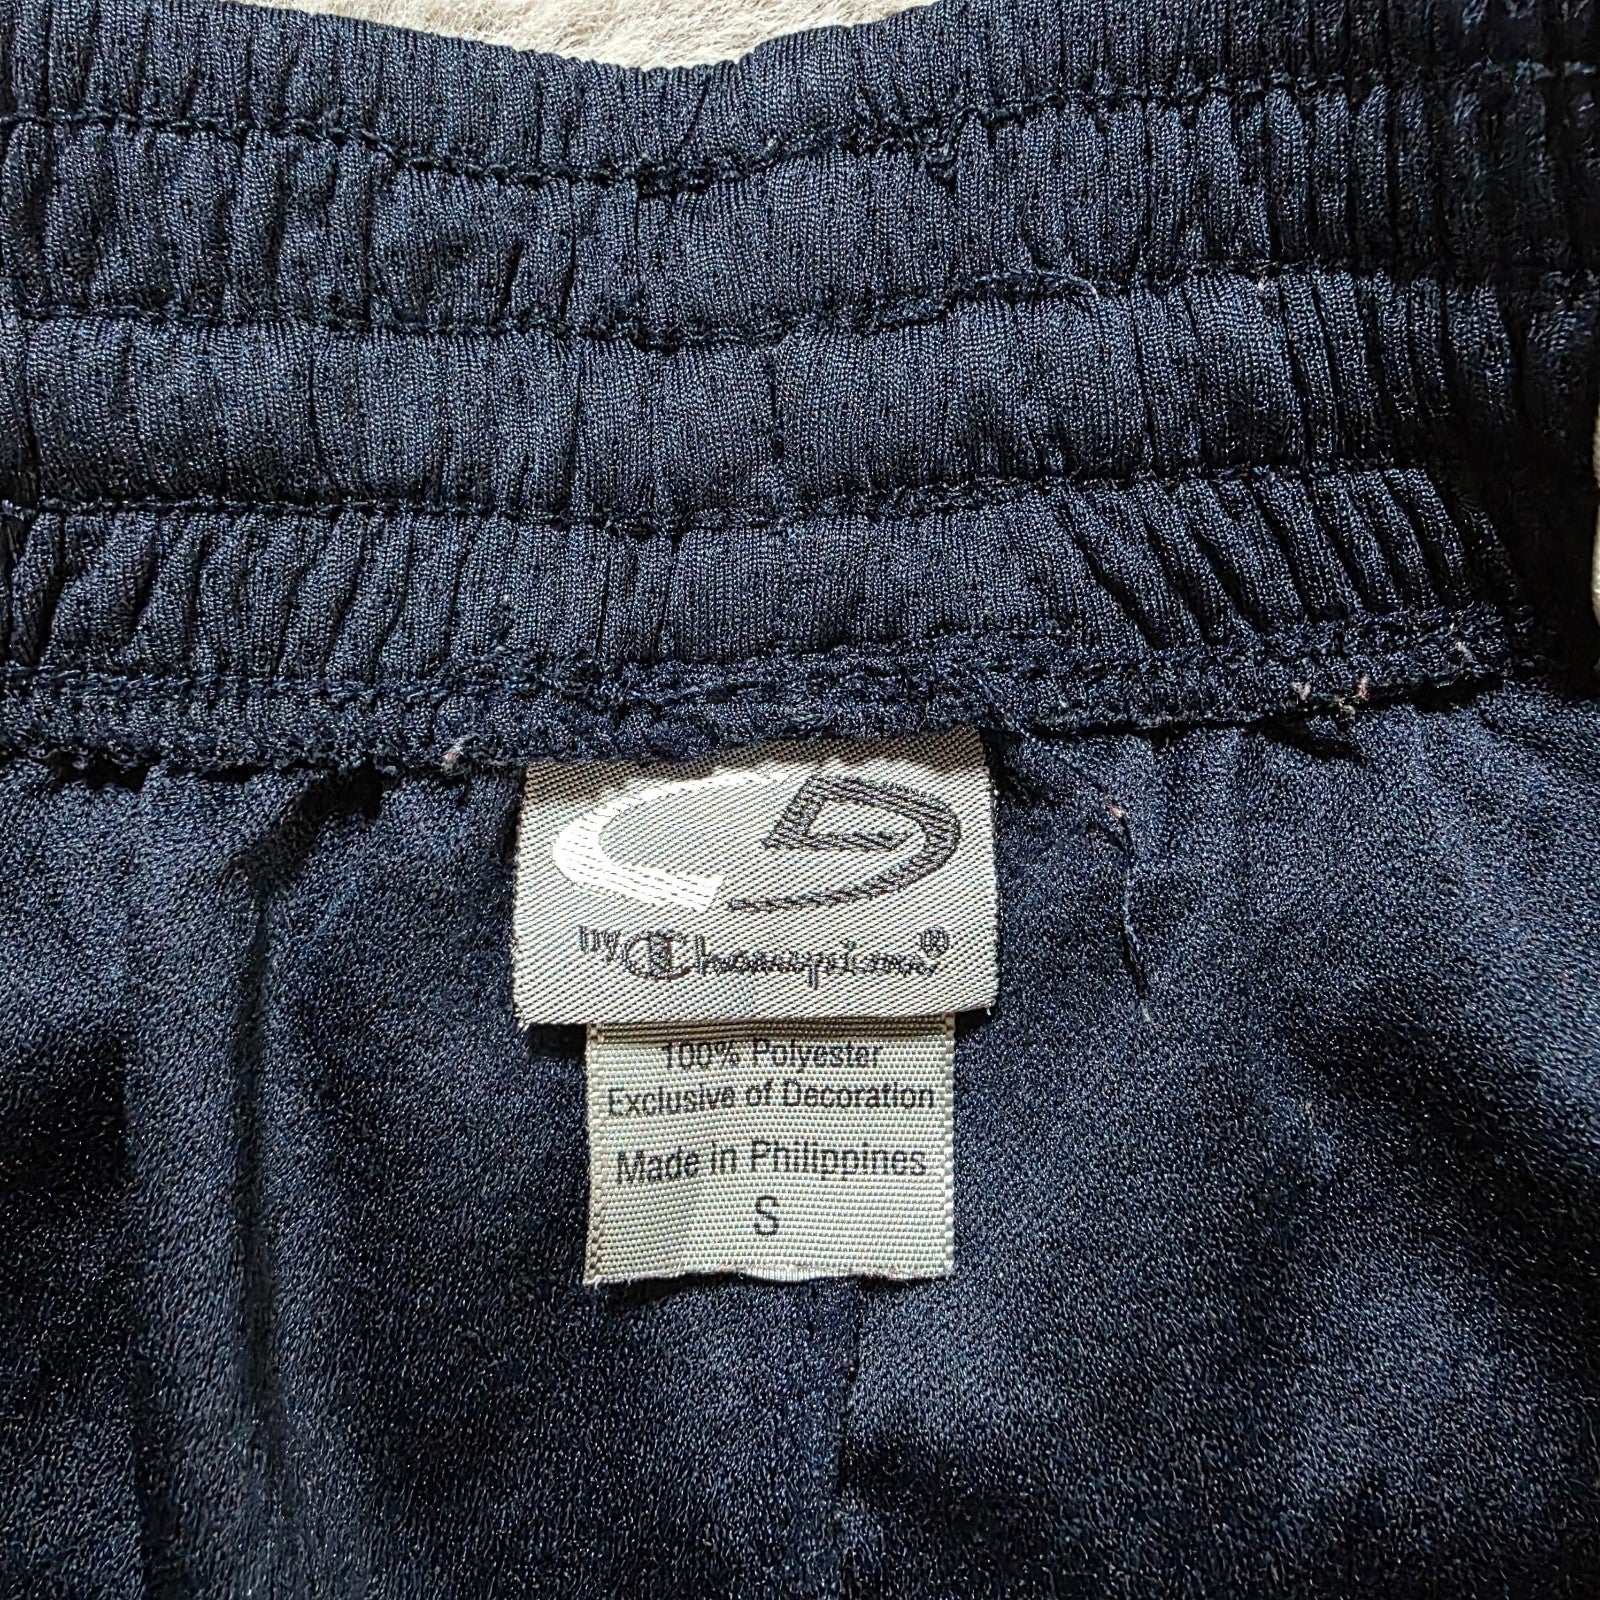 by Champion®
100% Polyester
Exclusive of Decoration
Made in Philippines
S